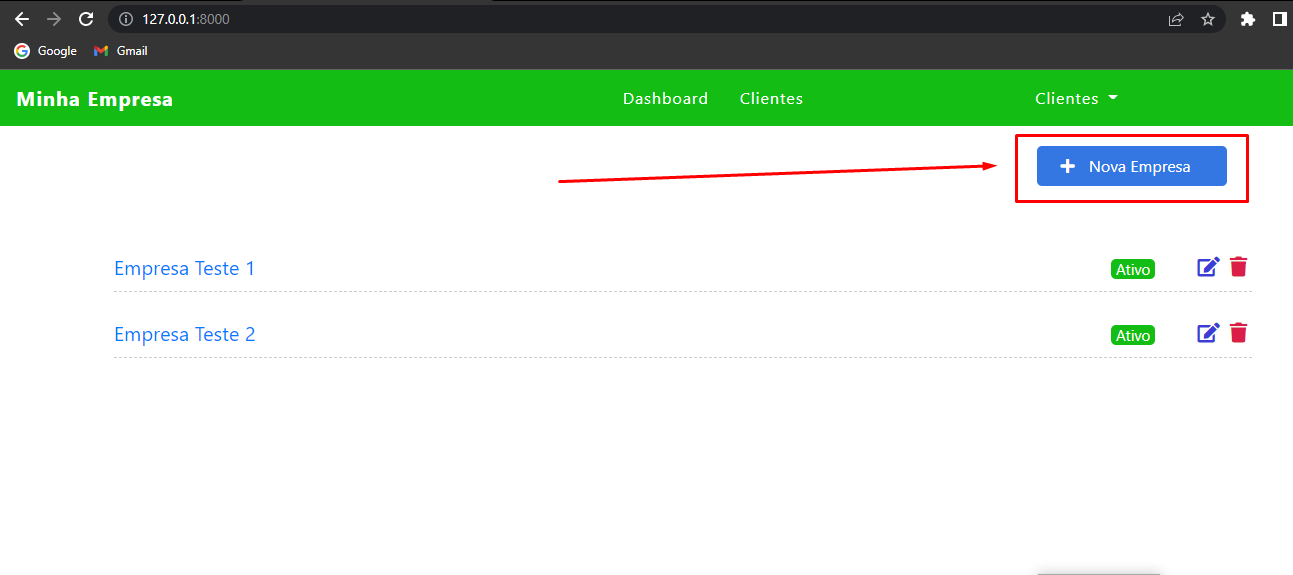 127.0.0.1:8000
Google Gmail
Minha Empresa Dashboard Clientes Clientes
Nova Empresa
Empresa Teste 1 Ativo
Empresa Teste 2 Ativo